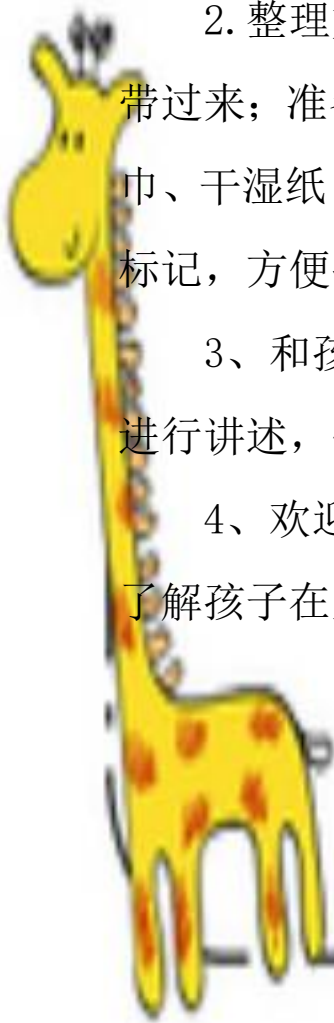 2.整理
带过来；准
巾、干湿纸
标记，方便
3、和孩
进行讲述，
4、欢迎
了解孩子在